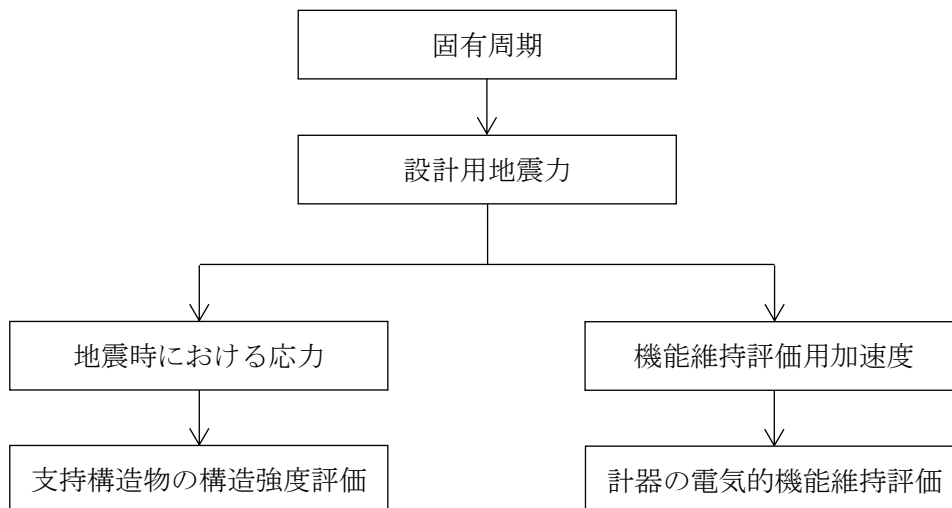 固有周期
設計用地震力
地震時における応力
機能維持評価用加速度
支持構造物の構造強度評価
計器の電気的機能維持評価